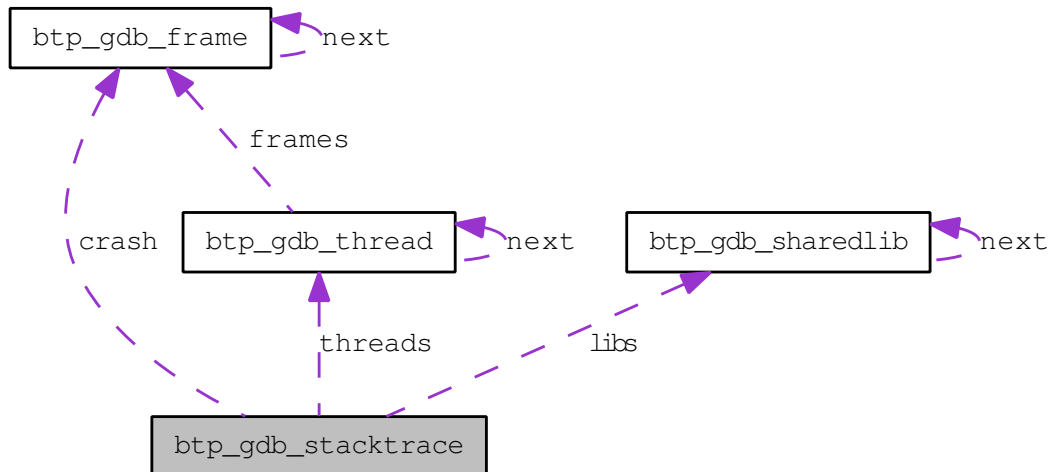 btp_gdb_frame
next
frames
btp_gdb_thread
next
btp_gdb_sharedlib
next
crash
threads
libs
btp_gdb_stacktrace